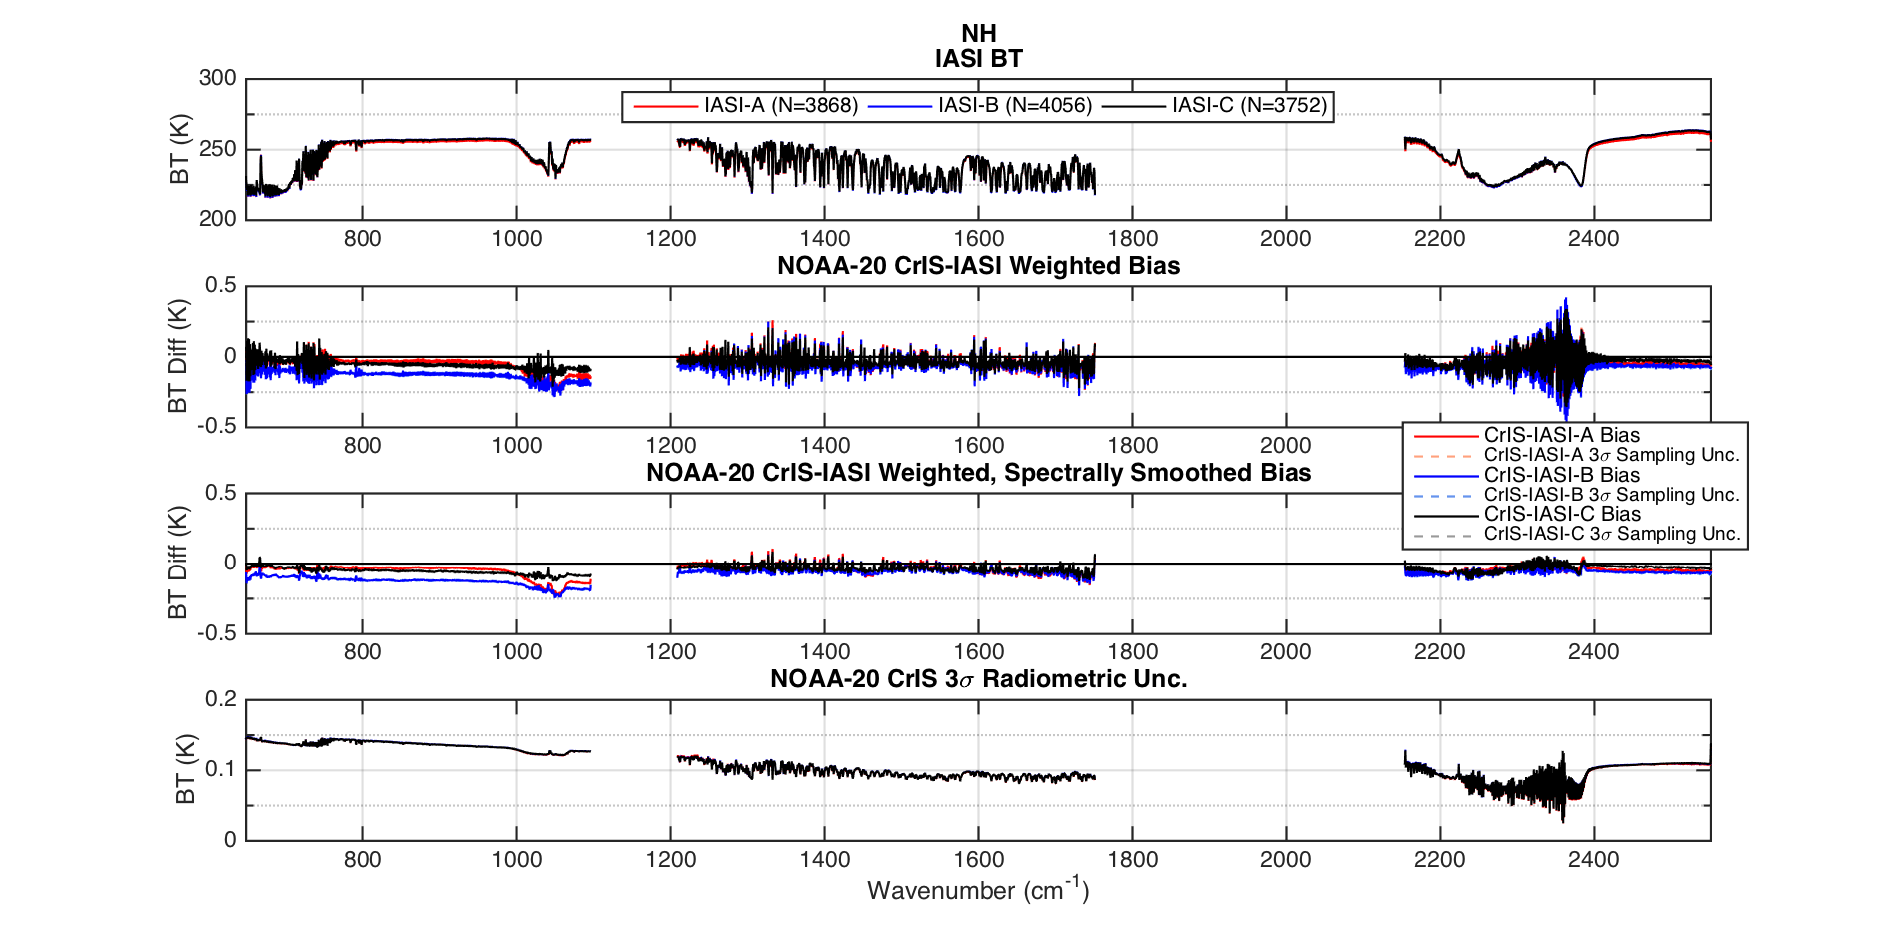 NH
IASI BT
300
250
200
BT (K)
IASI-A (N=3868) IASI-B (N=4056) IASI-C (N=3752)
800 1000 1200 1400 1600 1800 2000 2200 2400
NOAA-20 CrIS-IASI Weighted Bias
0.5
0
-0.5
BT Diff (K)
800 1000 1200 1400 1600 1800 2000
CrIS-IASI-A Bias
CrIS-IASI-A 3σ Sampling Unc.
CrIS-IASI-B Bias
CrIS-IASI-B 3σ Sampling Unc.
CrIS-IASI-C Bias
CrIS-IASI-C 3σ Sampling Unc.
NOAA-20 CrIS-IASI Weighted, Spectrally Smoothed Bias
0.5
0
-0.5
BT Diff (K)
800 1000 1200 1400 1600 1800 2000 2200 2400
NOAA-20 CrIS 3σ Radiometric Unc.
0.2
0.1
0
BT (K)
800 1000 1200 1400 1600 1800 2000 2200 2400
Wavenumber (cm⁻¹)